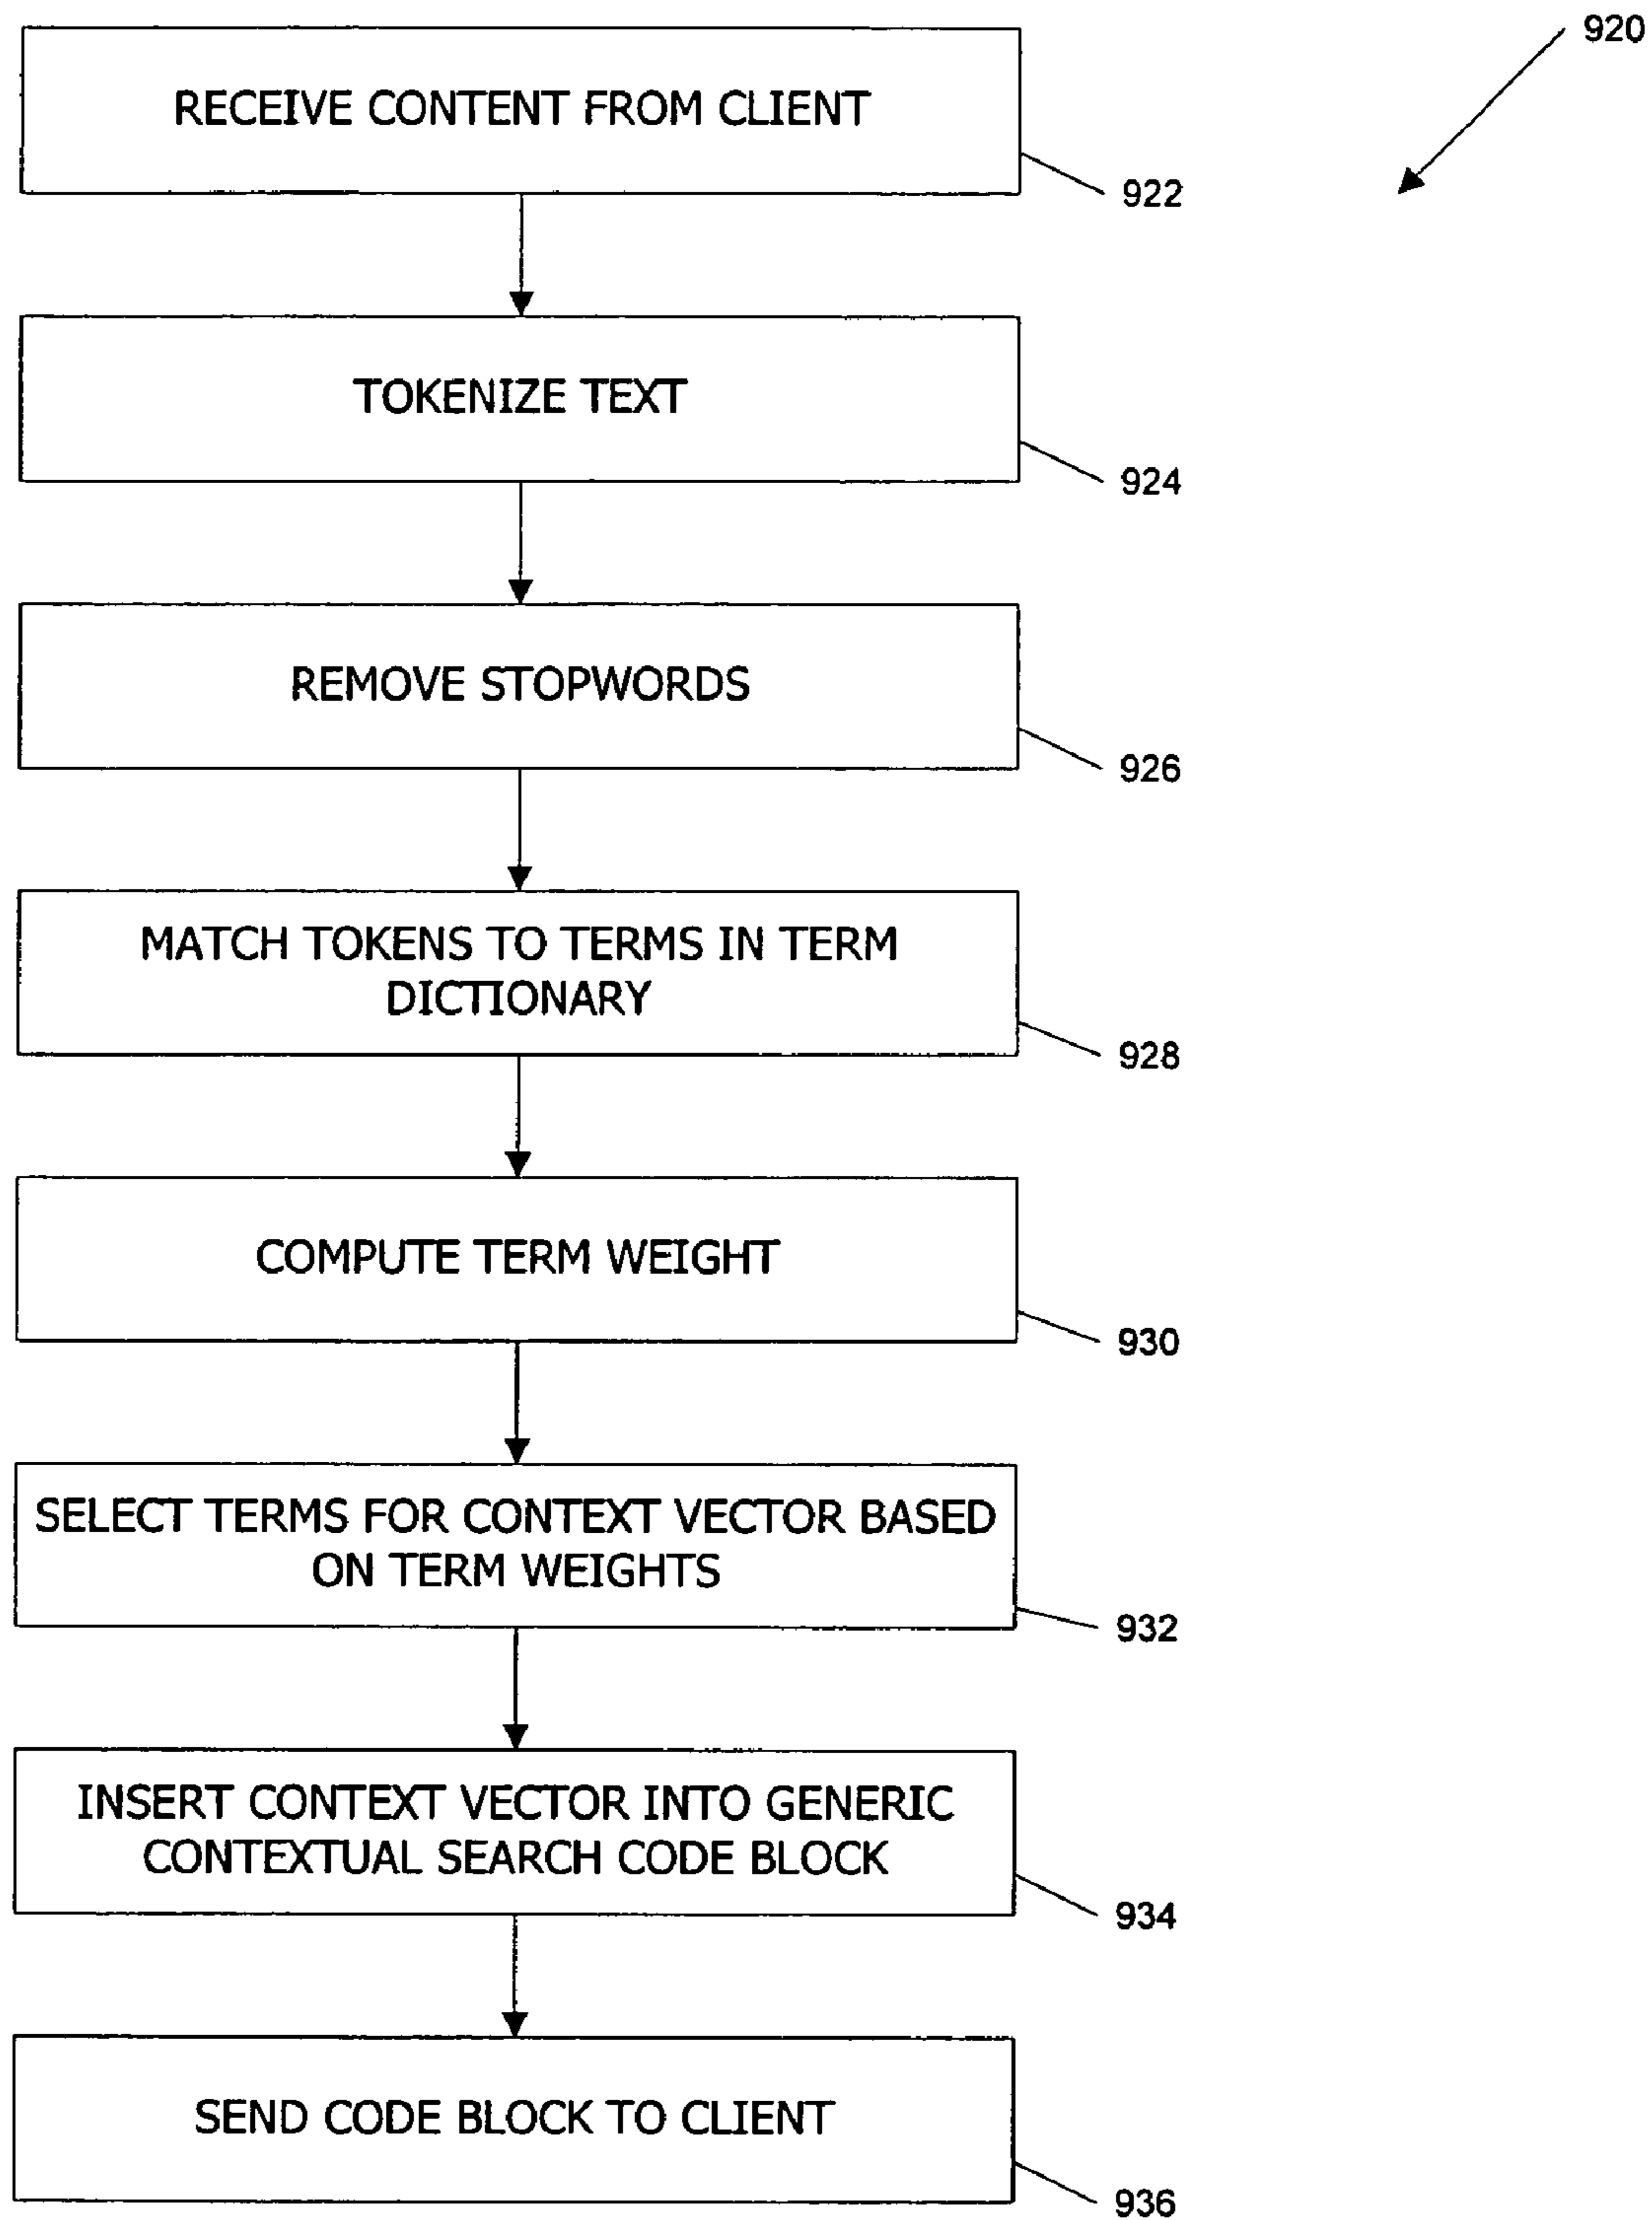 920
RECEIVE CONTENT FROM CLIENT
922
TOKENIZE TEXT
924
REMOVE STOPWORDS
926
MATCH TOKENS TO TERMS IN TERM
DICTIONARY
928
COMPUTE TERM WEIGHT
930
SELECT TERMS FOR CONTEXT VECTOR BASED
ON TERM WEIGHTS
932
INSERT CONTEXT VECTOR INTO GENERIC
CONTEXTUAL SEARCH CODE BLOCK
934
SEND CODE BLOCK TO CLIENT
936